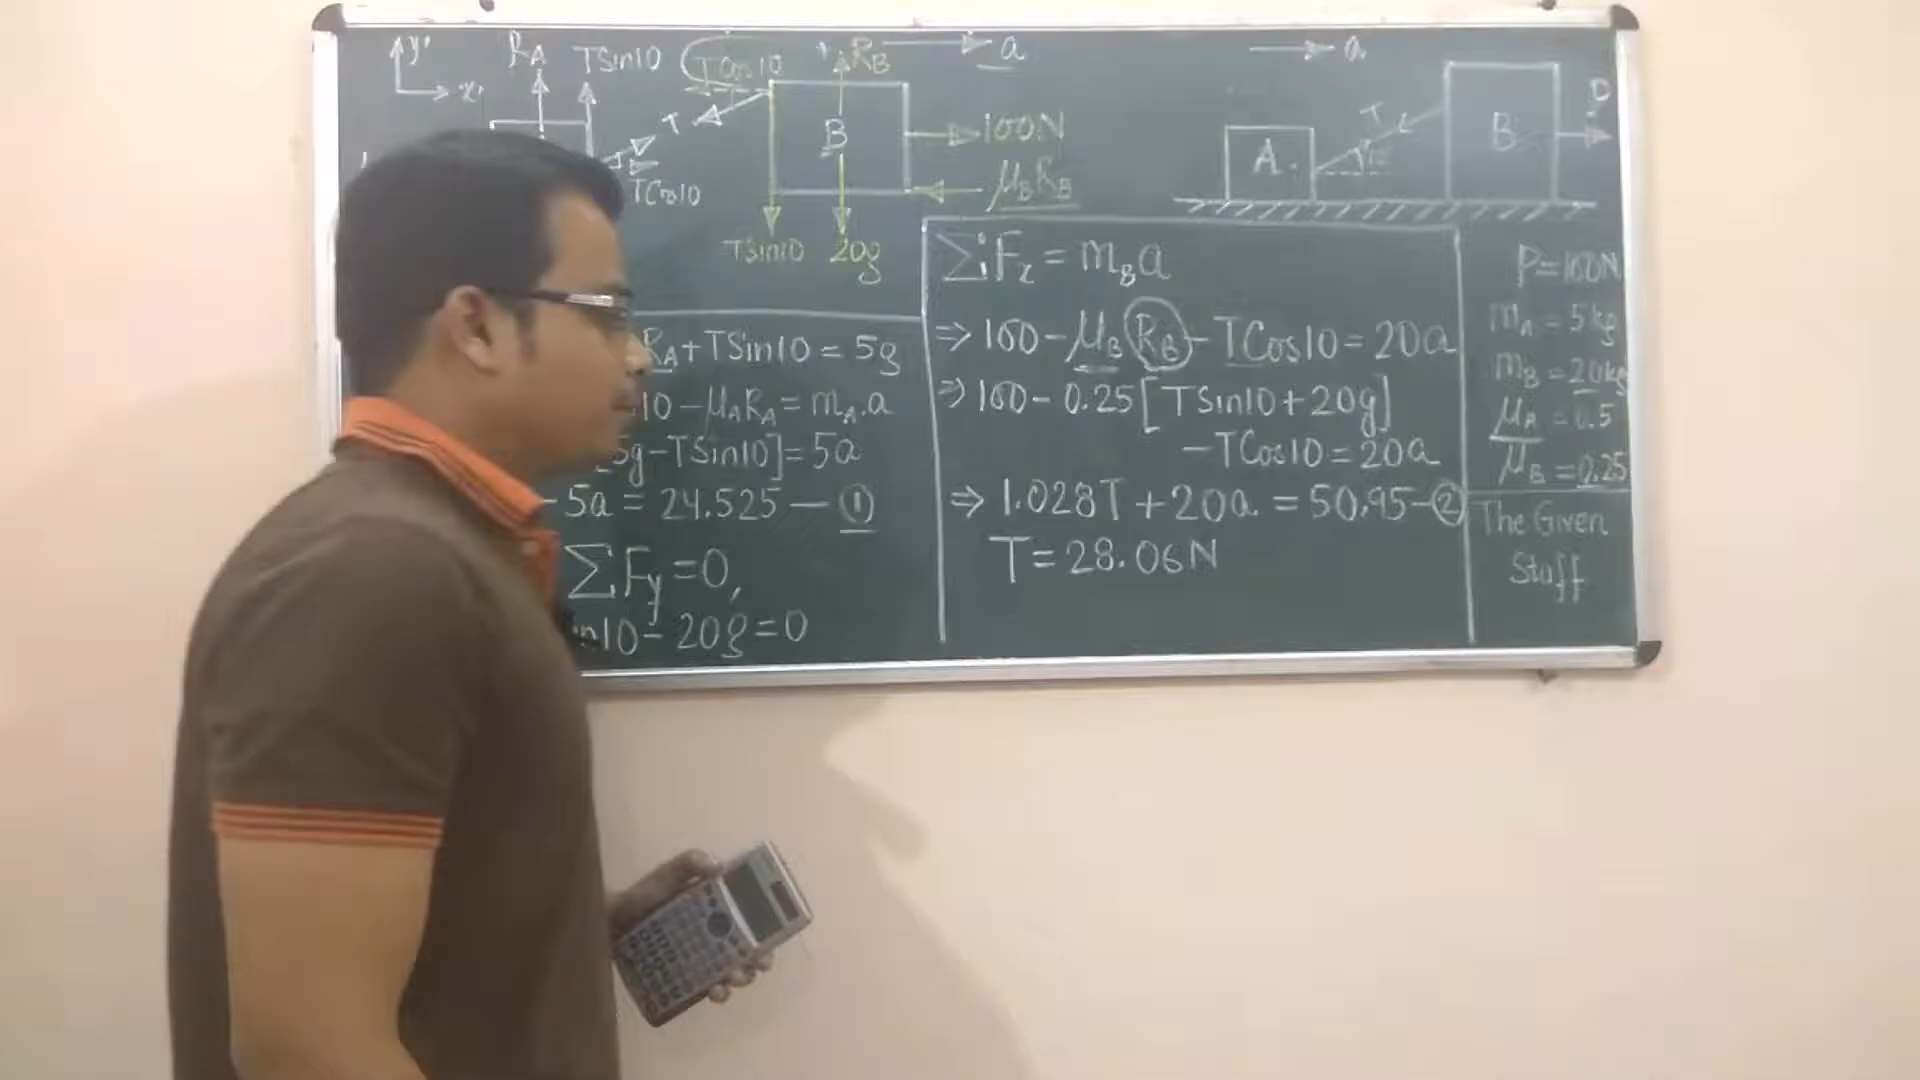 y'
x'
RA
TSin10
TCos10
T
TCos10
RB
a
B
100N
μBRB
TSin10
20g
a
A
T
10
B
P
RA+TSin10 = 5g
10-μARA = mA.a
[5g-TSin10] = 5a
-5a = 24.525 — ①
ΣFy = 0,
in10-20g=0
ΣFx = mBa
⇒ 100-μBRB-TCos10 = 20a
⇒ 100-0.25[TSin10+20g]
-TCos10 = 20a
⇒ 1.028T+20a = 50.95-②
T = 28.06N
P=100N
mA = 5kg
mB = 20kg
μA = 0.5
μB = 0.25
The Given
Staff